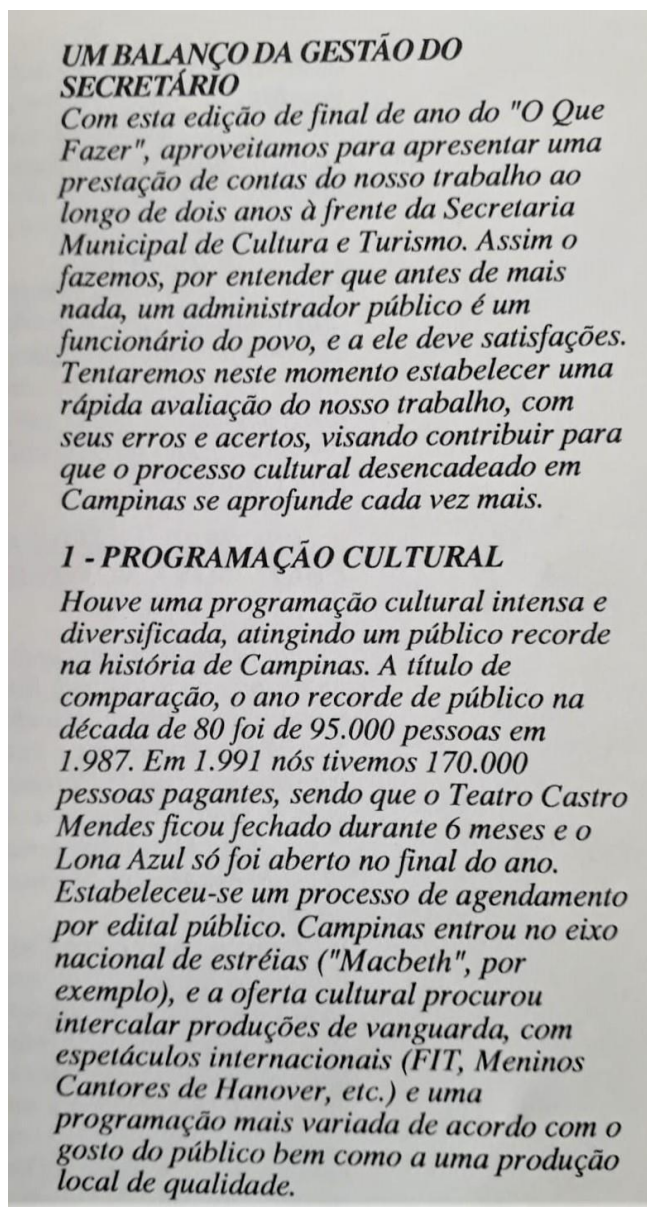 UM BALANÇO DA GESTÃO DO
SECRETÁRIO
Com esta edição de final de ano do "O Que
Fazer", aproveitamos para apresentar uma
prestação de contas do nosso trabalho ao
longo de dois anos à frente da Secretaria
Municipal de Cultura e Turismo. Assim o
fazemos, por entender que antes de mais
nada, um administrador público é um
funcionário do povo, e a ele deve satisfações.
Tentaremos neste momento estabelecer uma
rápida avaliação do nosso trabalho, com
seus erros e acertos, visando contribuir para
que o processo cultural desencadeado em
Campinas se aprofunde cada vez mais.
1 - PROGRAMAÇÃO CULTURAL
Houve uma programação cultural intensa e
diversificada, atingindo um público recorde
na história de Campinas. A título de
comparação, o ano recorde de público na
década de 80 foi de 95.000 pessoas em
1.987. Em 1.991 nós tivemos 170.000
pessoas pagantes, sendo que o Teatro Castro
Mendes ficou fechado durante 6 meses e o
Lona Azul só foi aberto no final do ano.
Estabeleceu-se um processo de agendamento
por edital público. Campinas entrou no eixo
nacional de estréias ("Macbeth", por
exemplo), e a oferta cultural procurou
intercalar produções de vanguarda, com
espetáculos internacionais (FIT, Meninos
Cantores de Hanover, etc.) e uma
programação mais variada de acordo com o
gosto do público bem como a uma produção
local de qualidade.